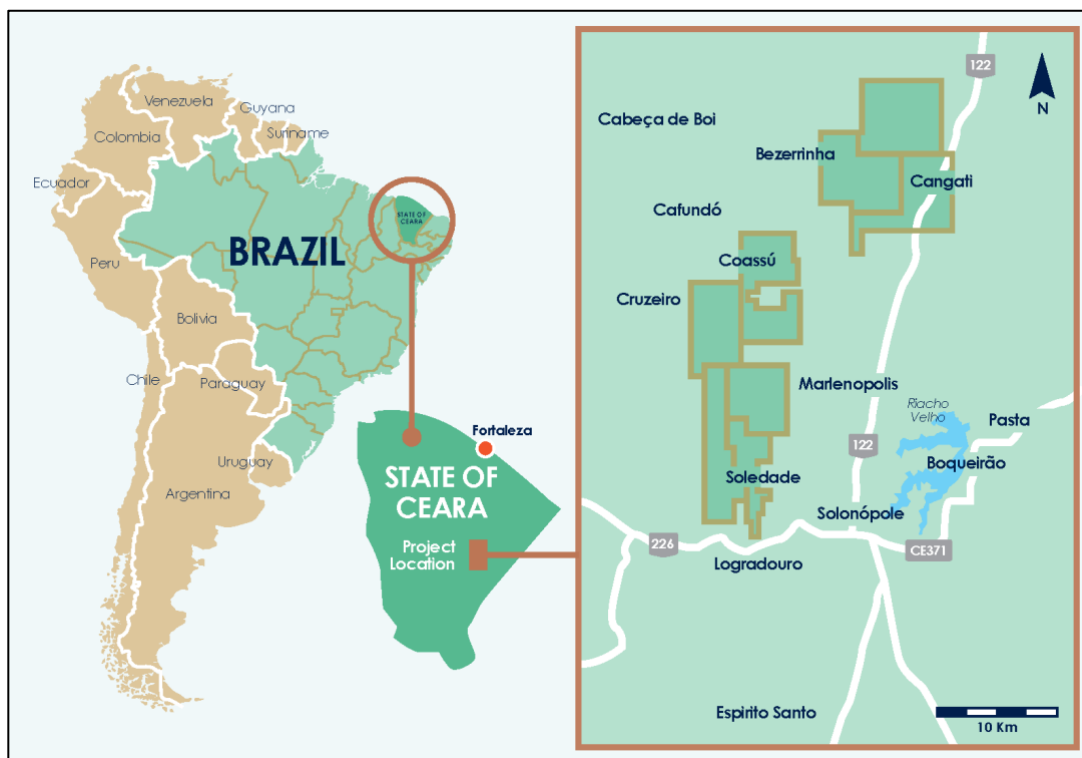 Venezuela
Guyana
Suriname
Colombia
Ecuador
Peru
BRAZIL
STATE OF
CEARA
Bolivia
Chile
Paraguay
Uruguay
Argentina
Fortaleza
STATE OF
CEARA
Project
Location
122
N
Cabeça de Boi
Bezerrinha
Cangati
Cafundó
Coassú
Cruzeiro
Marlenopolis
Riacho
Velho
Pasta
122
Boqueirão
Soledade
Solonópole
226
CE371
Logradouro
Espirito Santo
10 Km